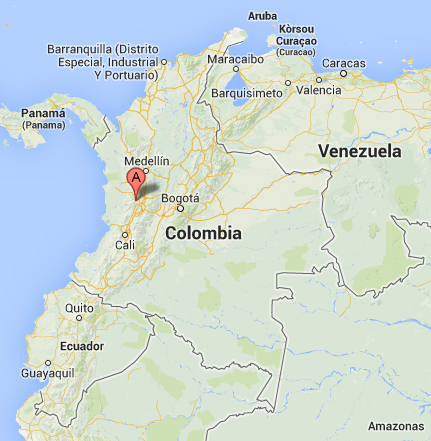 Aruba
Kòrsou
Curaçao
(Curacao)
Barranquilla (Distrito
Especial, Industrial
Y Portuario)
Maracaibo
Caracas
Barquisimeto
Valencia
Panamá
(Panama)
Medellín
Venezuela
A
Bogotá
Colombia
Cali
Quito
Ecuador
Guayaquil
Amazonas